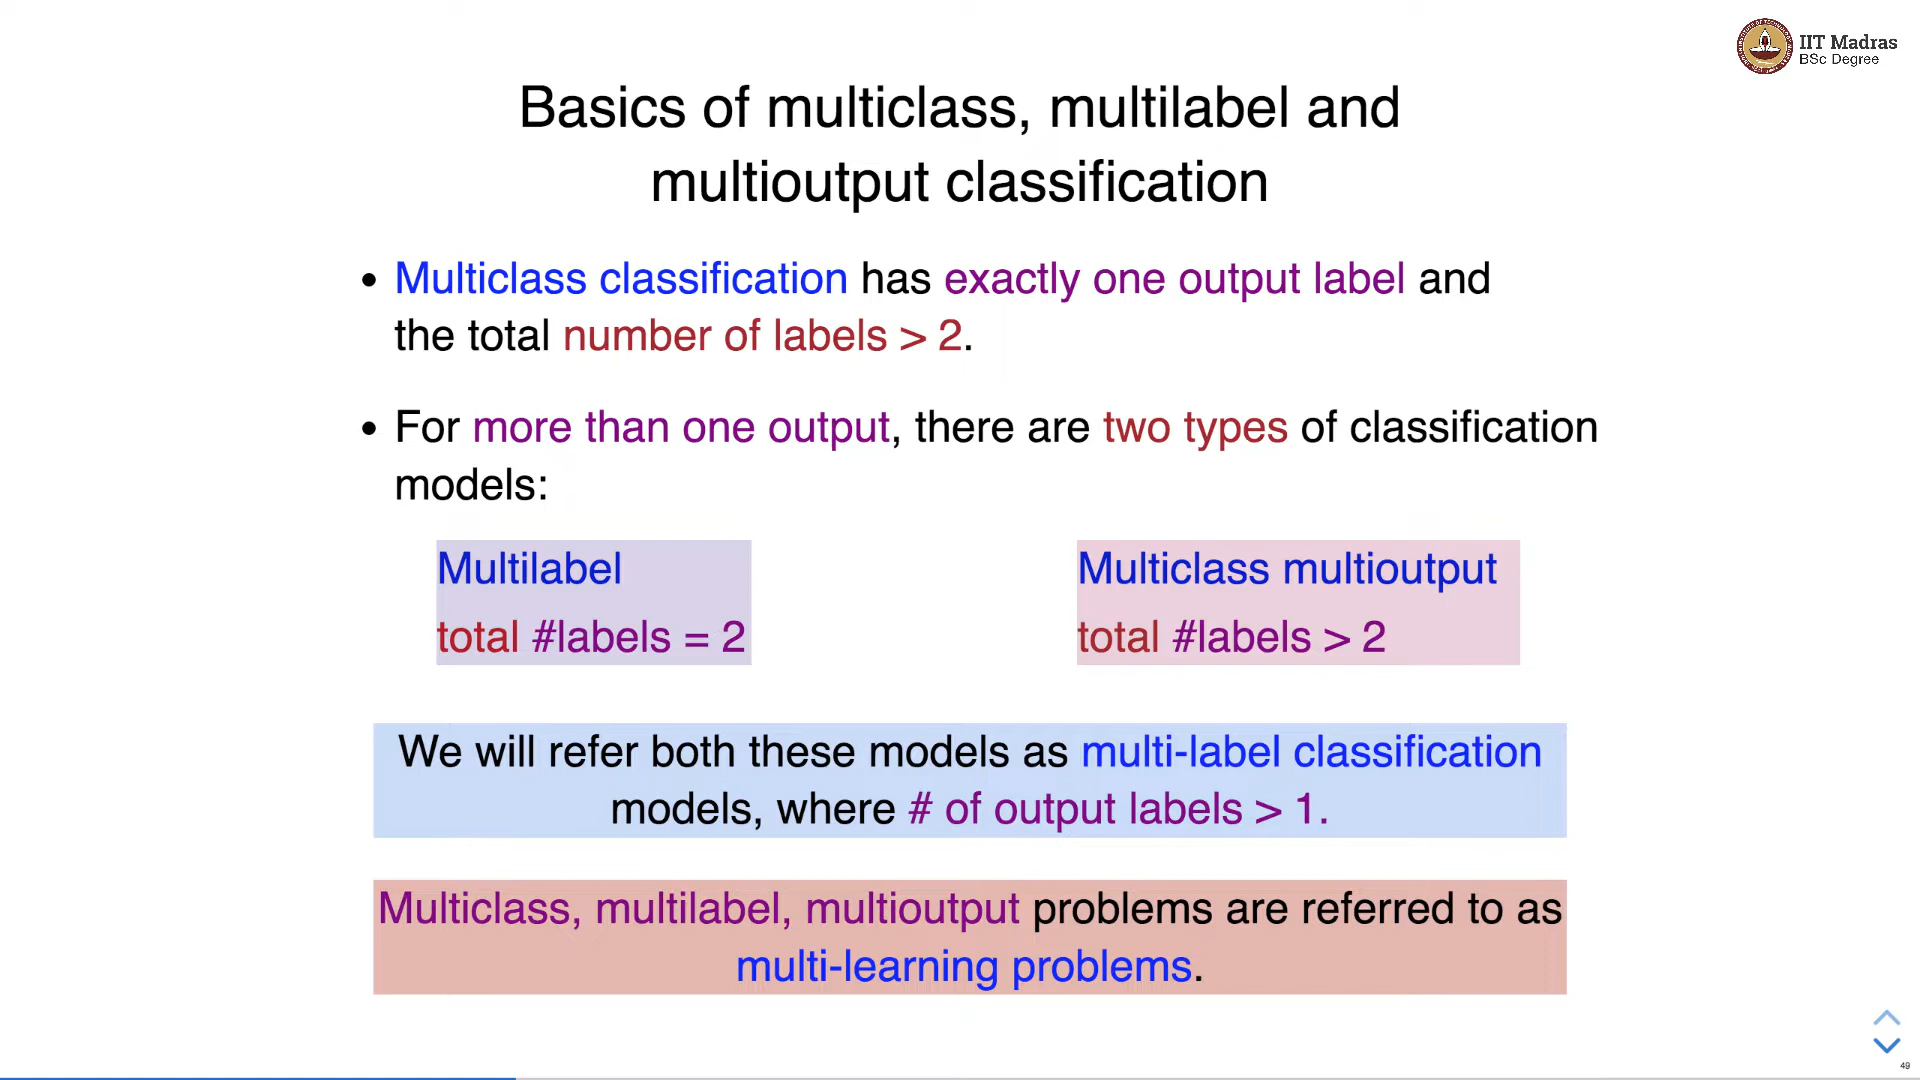 IIT Madras
BSc Degree
Basics of multiclass, multilabel and
multioutput classification
• Multiclass classification has exactly one output label and
the total number of labels > 2.
• For more than one output, there are two types of classification
models:
Multilabel
total #labels = 2
Multiclass multioutput
total #labels > 2
We will refer both these models as multi-label classification
models, where # of output labels > 1.
Multiclass, multilabel, multioutput problems are referred to as
multi-learning problems.
49